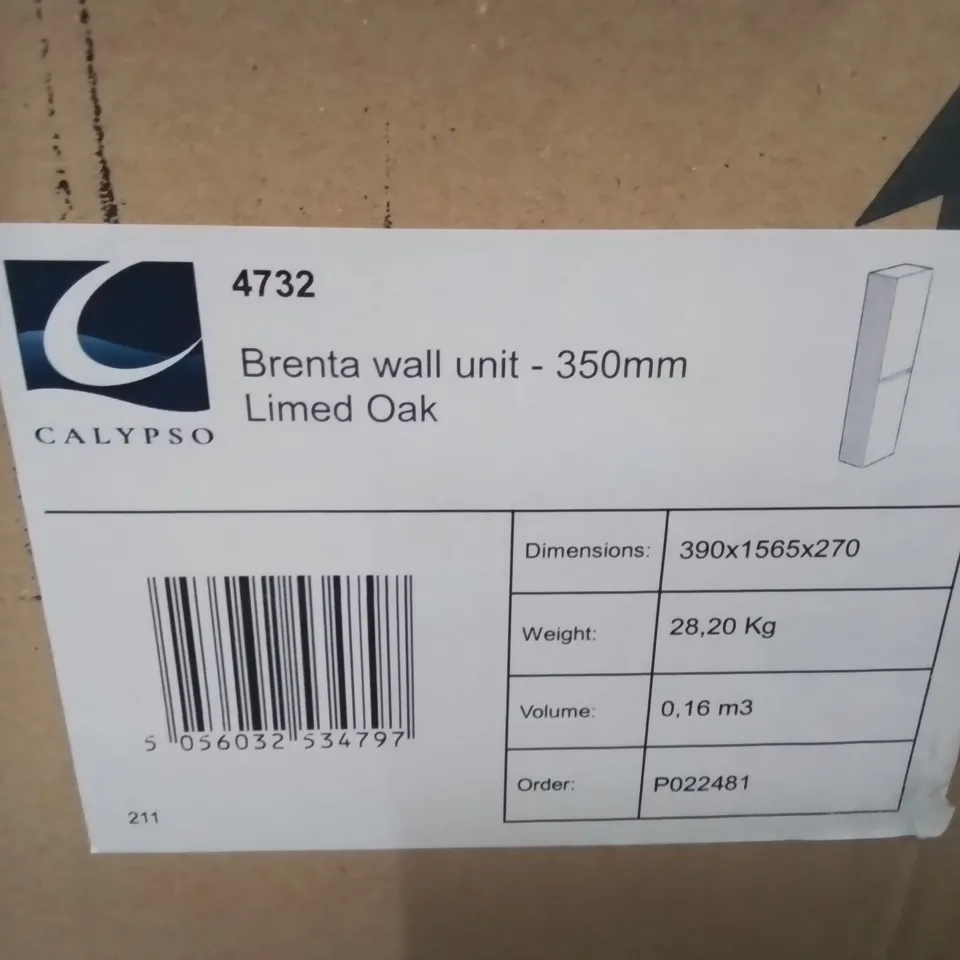 4732
Brenta wall unit - 350mm
Limed Oak
CALYPSO
Dimensions: 390x1565x270
Weight: 28,20 Kg
Volume: 0,16 m3
Order: P022481
5 056032 534797
211